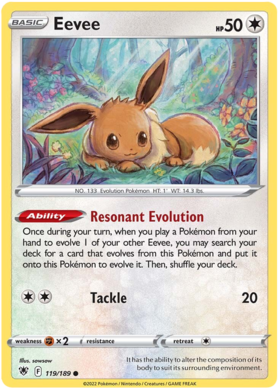 BASIC Eevee HP 50
NO. 133 Evolution Pokémon HT. 1' WT. 14.3 lbs.
Ability Resonant Evolution
Once during your turn, when you play a Pokémon from your
hand to evolve 1 of your other Eevee, you may search your
deck for a card that evolves from this Pokémon and put it
onto this Pokémon to evolve it. Then, shuffle your deck.
Tackle 20
weakness ×2 resistance retreat
Illus. sowsow
F 119/189
It has the ability to alter the composition of its
body to suit its surrounding environment.
©2022 Pokémon / Nintendo / Creatures / GAME FREAK